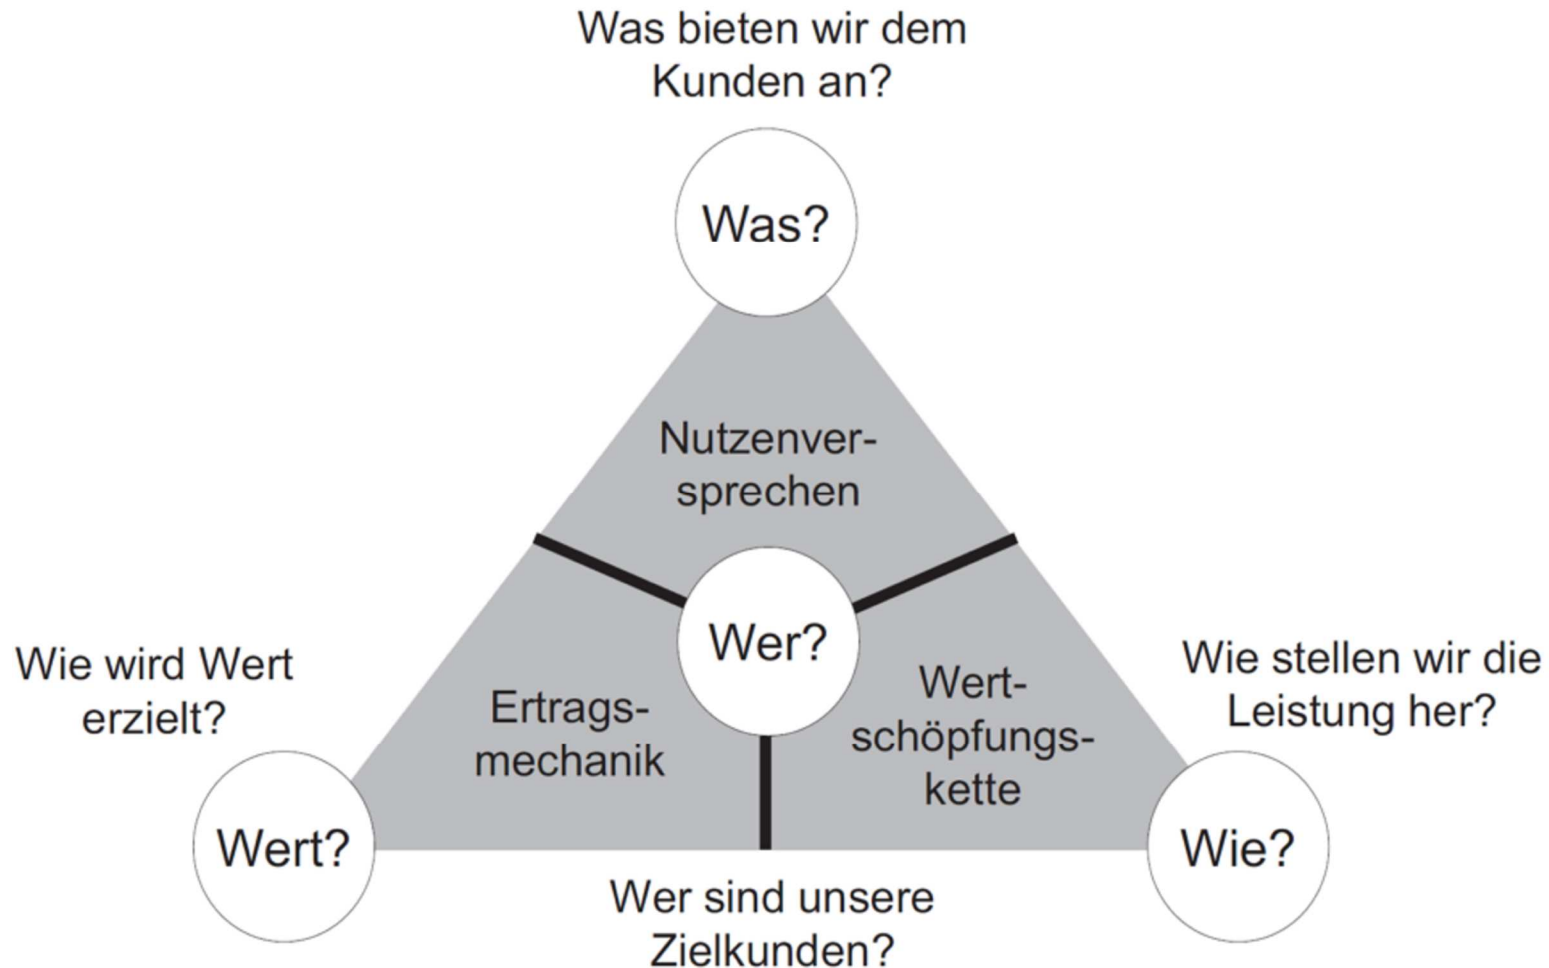 Was bieten wir dem
Kunden an?
Was?
Nutzenver-
sprechen
Wer?
Wie wird Wert
erzielt?
Ertrags-
mechanik
Wert-
schöpfungs-
kette
Wie stellen wir die
Leistung her?
Wert?
Wie?
Wer sind unsere
Zielkunden?